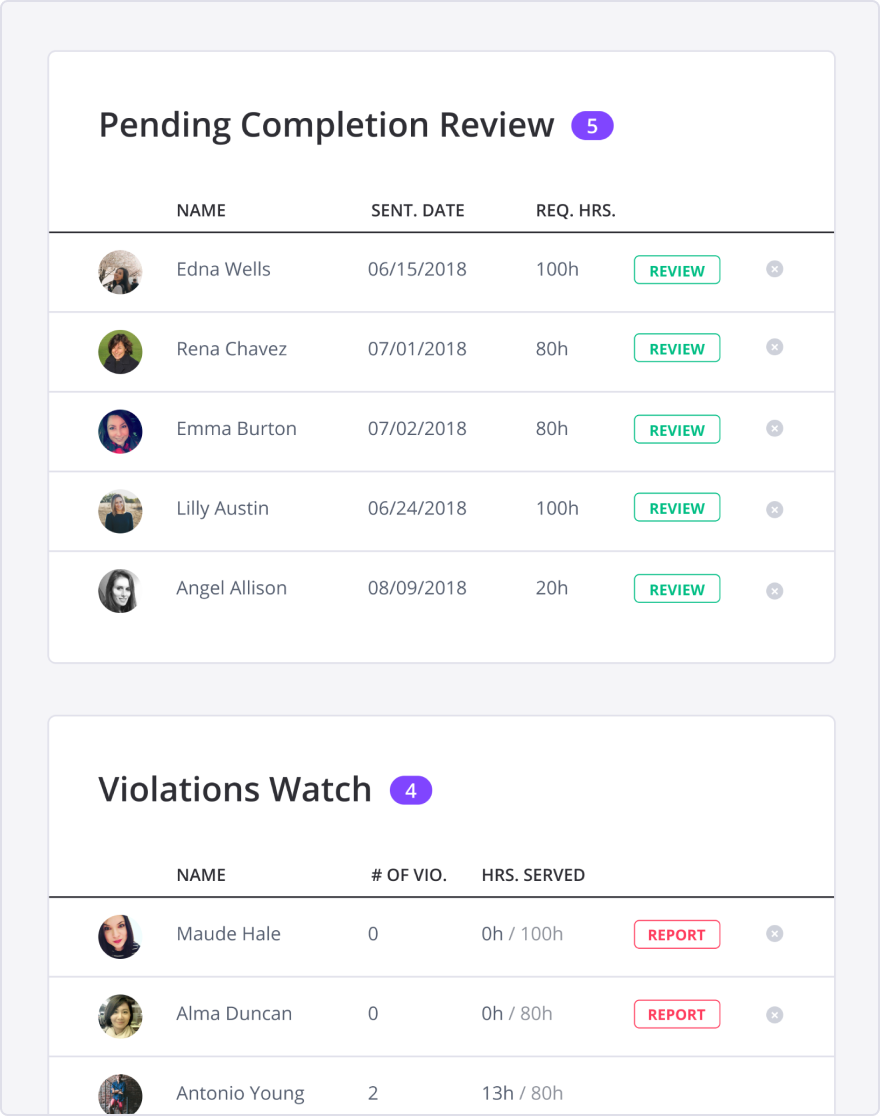 Pending Completion Review 5
NAME SENT. DATE REQ. HRS.
Edna Wells 06/15/2018 100h REVIEW
Rena Chavez 07/01/2018 80h REVIEW
Emma Burton 07/02/2018 80h REVIEW
Lilly Austin 06/24/2018 100h REVIEW
Angel Allison 08/09/2018 20h REVIEW
Violations Watch 4
NAME # OF VIO. HRS. SERVED
Maude Hale 0 0h / 100h REPORT
Alma Duncan 0 0h / 80h REPORT
Antonio Young 2 13h / 80h